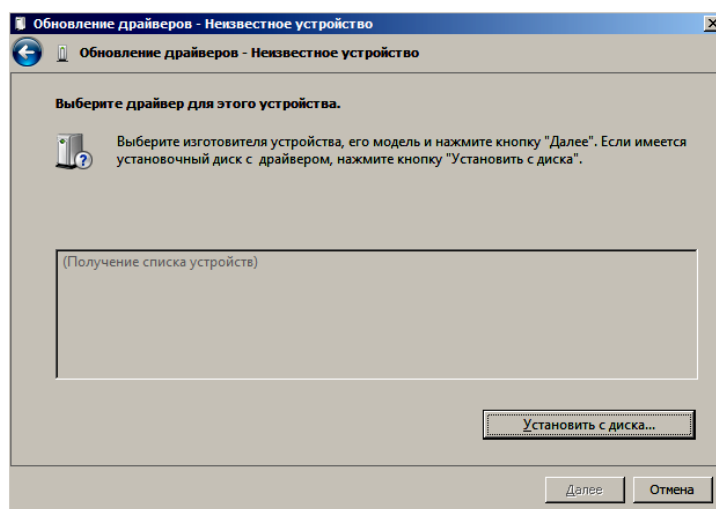 Обновление драйверов - Неизвестное устройство
Обновление драйверов - Неизвестное устройство
Выберите драйвер для этого устройства.
Выберите изготовителя устройства, его модель и нажмите кнопку "Далее". Если имеется
установочный диск с драйвером, нажмите кнопку "Установить с диска".
(Получение списка устройств)
Установить с диска...
Далее
Отмена